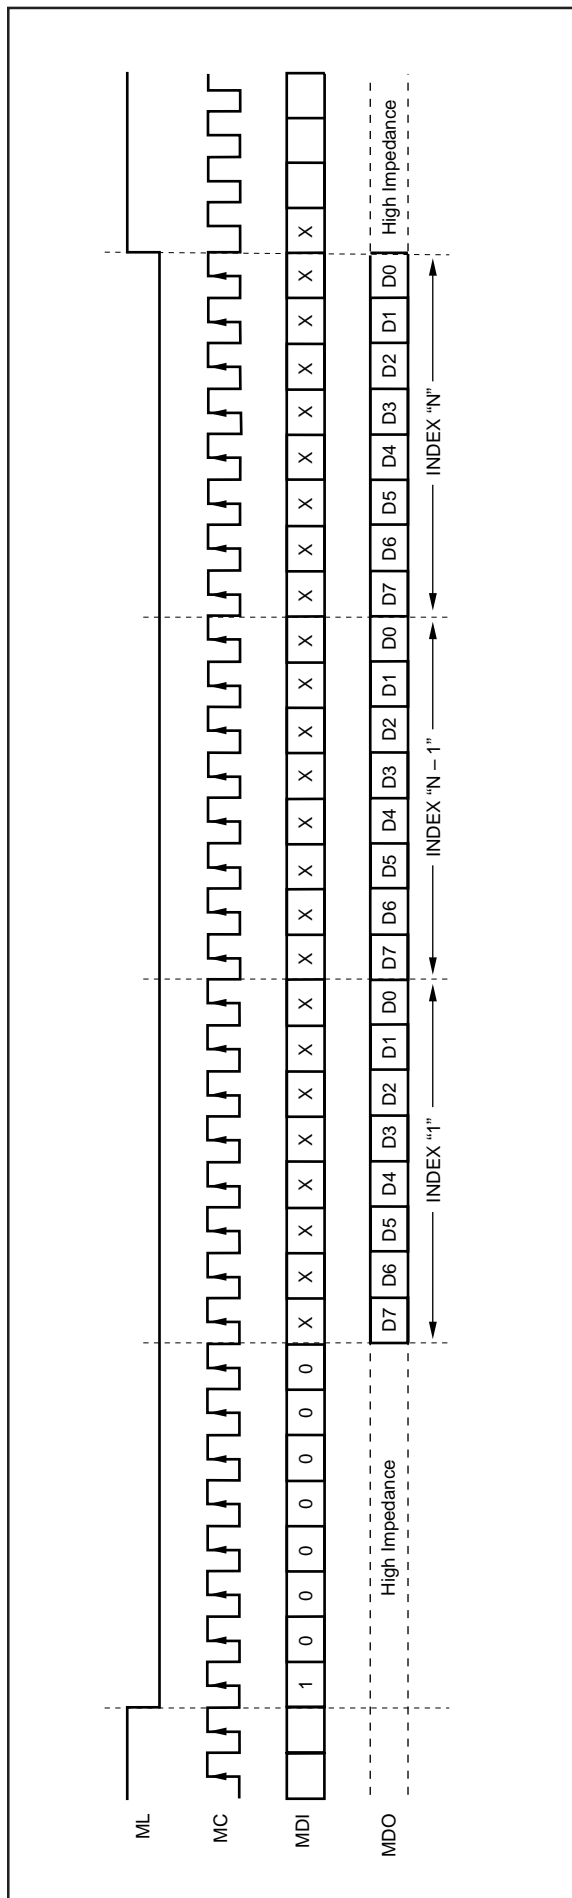 ML
MC
MDI 1 0 0 0 0 0 0 0 X X X X X X X X X X X X X X X X X X X X X X X X X
MDO High Impedance D7 D6 D5 D4 D3 D2 D1 D0 D7 D6 D5 D4 D3 D2 D1 D0 D7 D6 D5 D4 D3 D2 D1 D0 High Impedance
INDEX “1” INDEX “N – 1” INDEX “N”